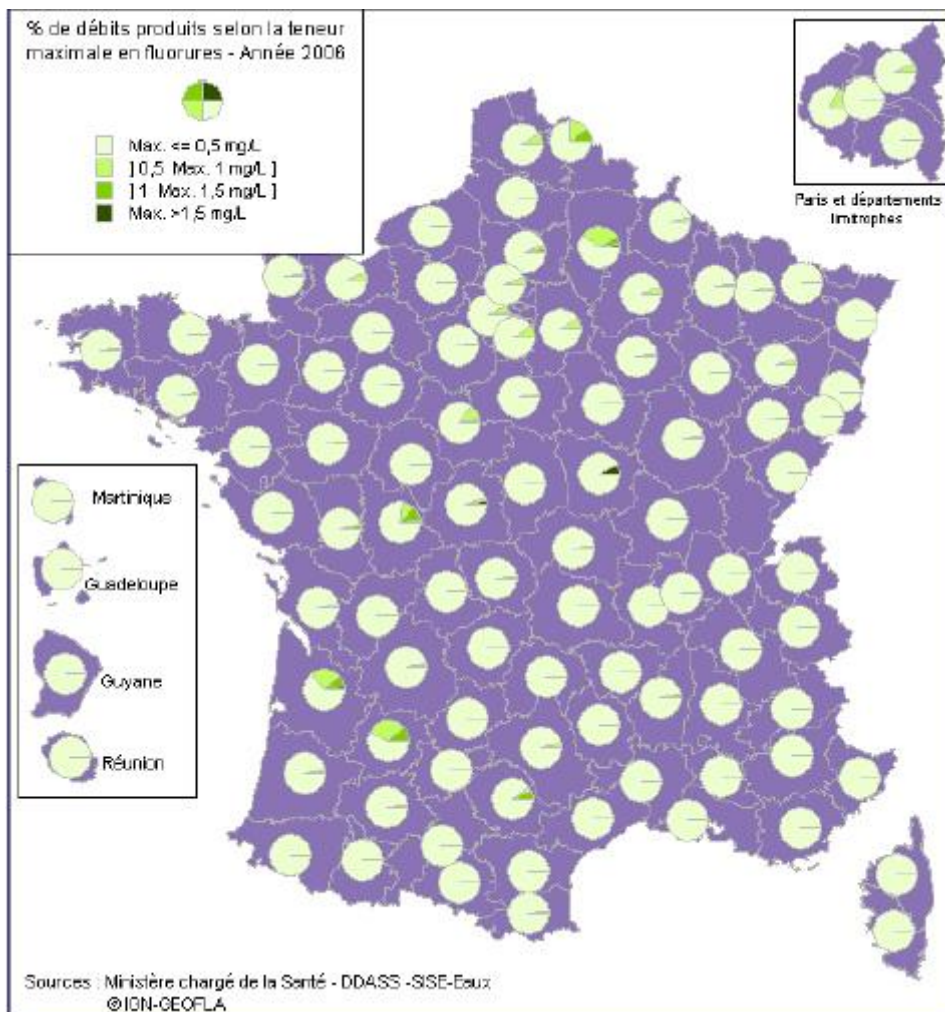 % de débits produits selon la teneur
maximale en fluorures - Année 2006
Max. <= 0,5 mg/L
] 0,5 Max. 1 mg/L ]
] 1 Max. 1,5 mg/L ]
Max. >1,5 mg/L
Paris et départements
limitrophes
Martinique
Guadeloupe
Guyane
Réunion
Sources : Ministère chargé de la Santé - DDASS -SISE-Eaux
©IGN-GEOFLA